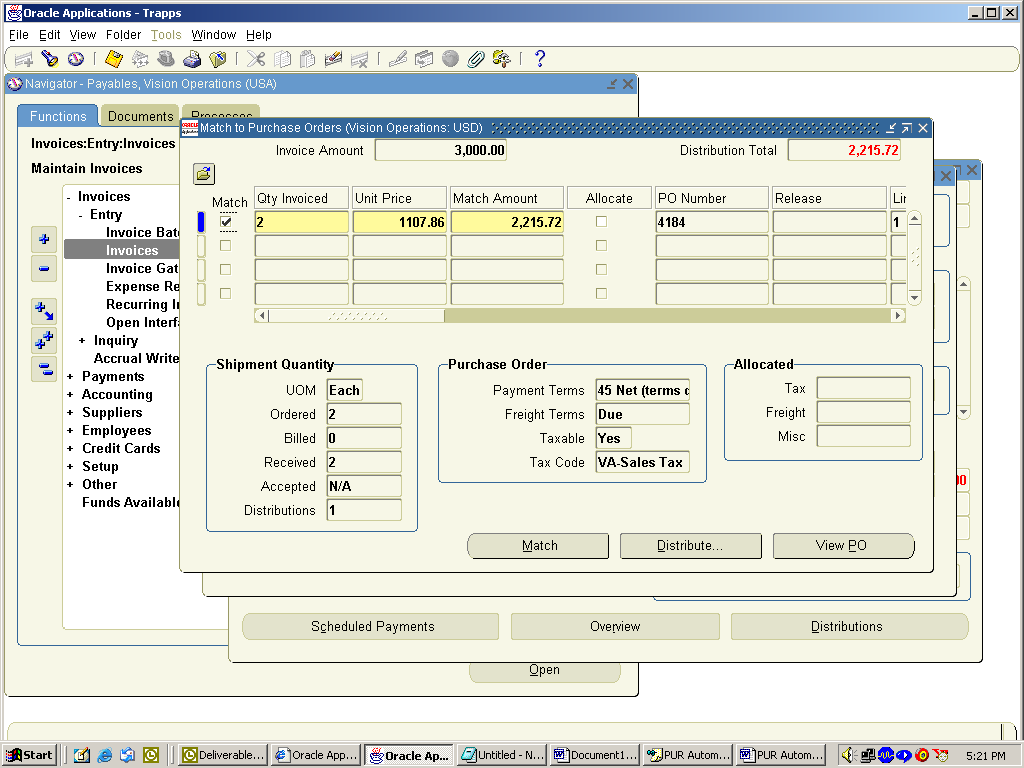 Oracle Applications - Trapps
File Edit View Folder Tools Window Help
Navigator - Payables, Vision Operations (USA)
Functions Documents Processes
Invoices:Entry:Invoices
Maintain Invoices
- Invoices
- Entry
Invoice Bat
Invoices
Invoice Gat
Expense Re
Recurring I
Open Interf
+ Inquiry
Accrual Write
+ Payments
+ Accounting
+ Suppliers
+ Employees
+ Credit Cards
+ Setup
+ Other
Funds Available
Match to Purchase Orders (Vision Operations: USD)
Invoice Amount 3,000.00 Distribution Total 2,215.72
Match Qty Invoiced Unit Price Match Amount Allocate PO Number Release Lir
2 1107.86 2,215.72 4184 1
Shipment Quantity
UOM Each
Ordered 2
Billed 0
Received 2
Accepted N/A
Distributions 1
Purchase Order
Payment Terms 45 Net (terms
Freight Terms Due
Taxable Yes
Tax Code VA-Sales Tax
Allocated
Tax
Freight
Misc
Match Distribute... View PO
00
Scheduled Payments Overview Distributions
Open
Start Deliverable... Oracle App... Oracle Ap... Untitled - N... Document1... PUR Autom... PUR Autom... 5:21 PM